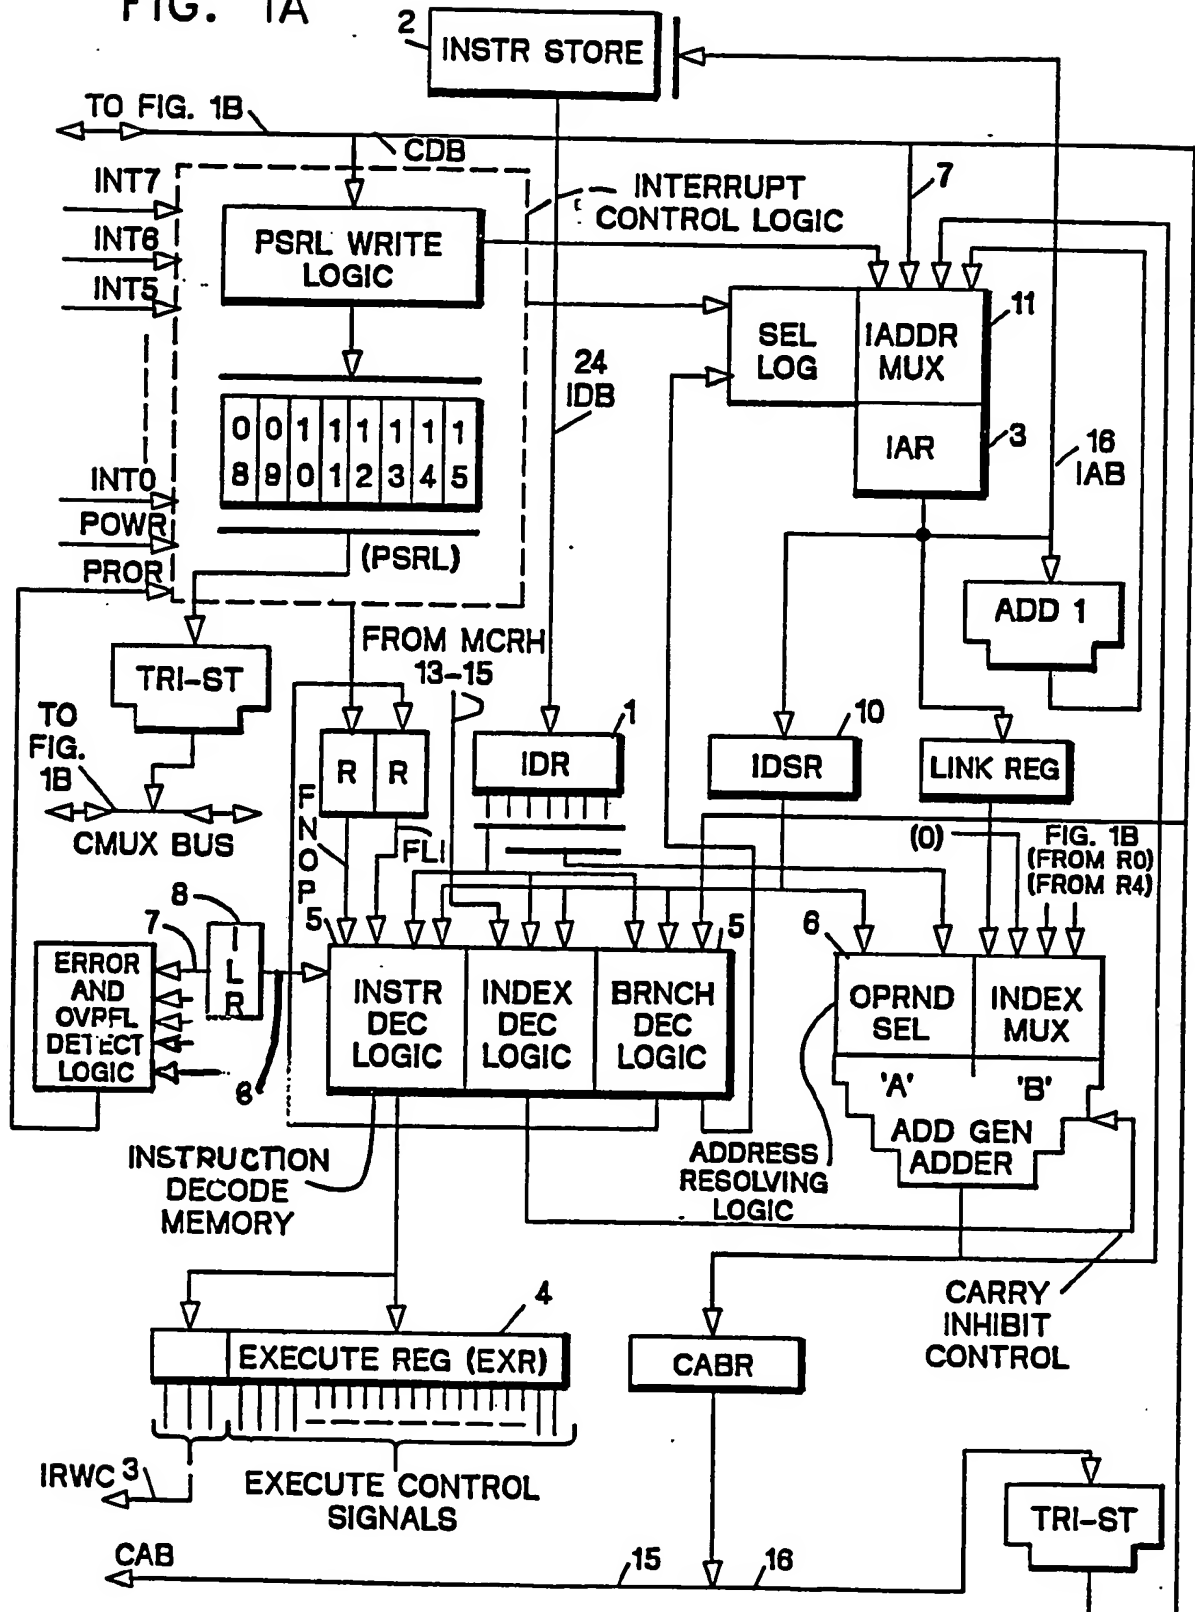 FIG. 1A
2
INSTR STORE
TO FIG. 1B
CDB
INT7
INT6
INT5
INTERRUPT
CONTROL LOGIC
7
PSRL WRITE
LOGIC
SEL
LOG
IADDR
MUX
11
24
IDB
IAR
3
16
IAB
0 0 1 1 1 1 1 1
8 9 0 1 2 3 4 5
INT0
POWR
PROR
(PSRL)
ADD 1
FROM MCRH
13-15
TRI-ST
TO
FIG.
1B
CMUX BUS
R
R
1
IDR
10
IDSR
LINK REG
FNOP
FLI
(0)
FIG. 1B
(FROM R0)
(FROM R4)
8
7
ILR
5
5
6
ERROR
AND
OVPFL
DETECT
LOGIC
6
INSTR
DEC
LOGIC
INDEX
DEC
LOGIC
BRNCH
DEC
LOGIC
OPRND
SEL
INDEX
MUX
'A'
'B'
ADD GEN
ADDER
INSTRUCTION
DECODE
MEMORY
ADDRESS
RESOLVING
LOGIC
CARRY
INHIBIT
CONTROL
4
EXECUTE REG (EXR)
CABR
IRWC 3
EXECUTE CONTROL
SIGNALS
TRI-ST
CAB
15
16